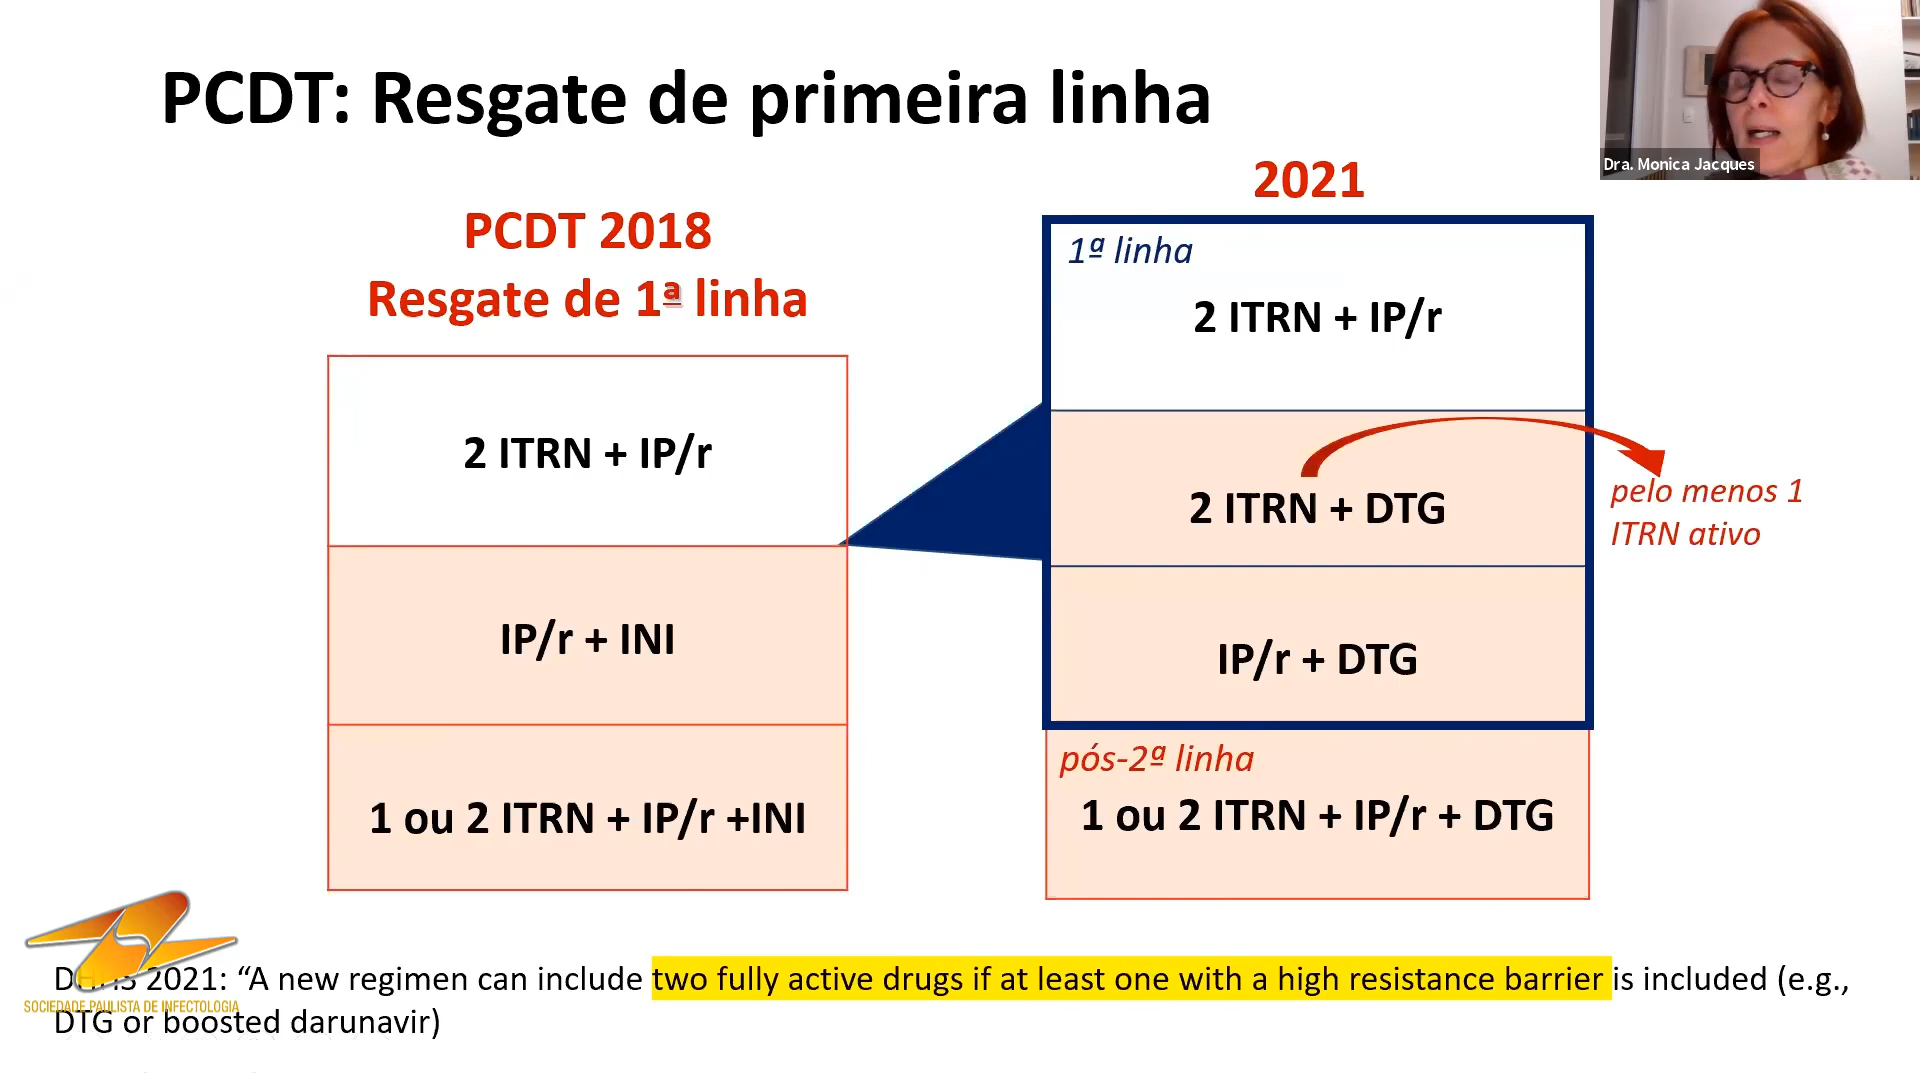 PCDT: Resgate de primeira linha
Dra. Monica Jacques
PCDT 2018
Resgate de 1ª linha
2 ITRN + IP/r
IP/r + INI
1 ou 2 ITRN + IP/r +INI
2021
1ª linha
2 ITRN + IP/r
2 ITRN + DTG
pelo menos 1
ITRN ativo
IP/r + DTG
pós-2ª linha
1 ou 2 ITRN + IP/r + DTG
DHHS 2021: “A new regimen can include two fully active drugs if at least one with a high resistance barrier is included (e.g.,
DTG or boosted darunavir)
SOCIEDADE PAULISTA DE INFECTOLOGIA